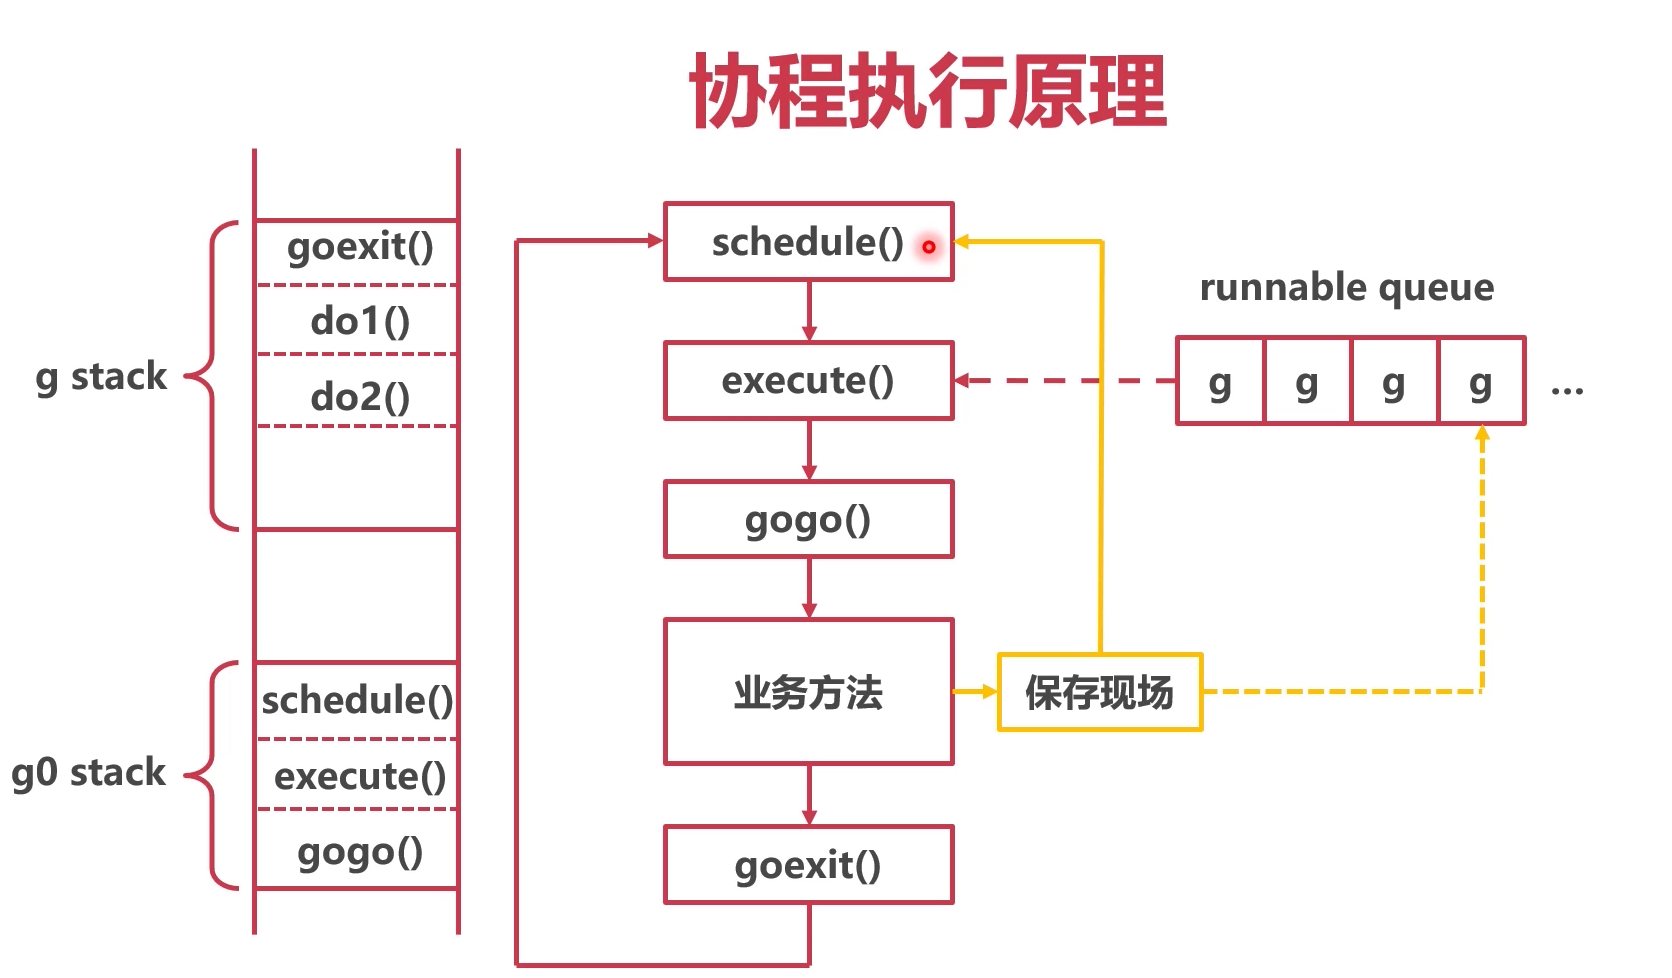 协程执行原理
g stack
goexit()
do1()
do2()
g0 stack
schedule()
execute()
gogo()
schedule()
execute()
gogo()
业务方法
保存现场
goexit()
runnable queue
g g g g ...